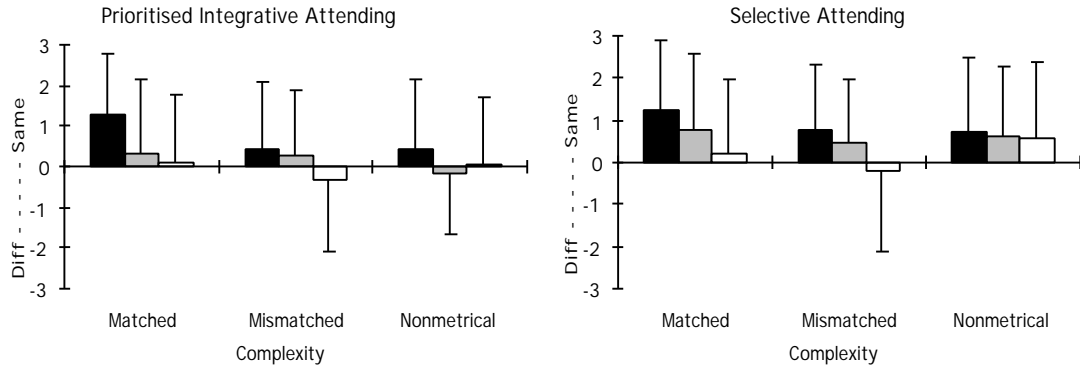 Prioritised Integrative Attending
3
2
1
0
-1
-2
-3
Diff - - - - - Same
Matched
Mismatched
Nonmetrical
Complexity
Selective Attending
3
2
1
0
-1
-2
-3
Diff - - - - - Same
Matched
Mismatched
Nonmetrical
Complexity